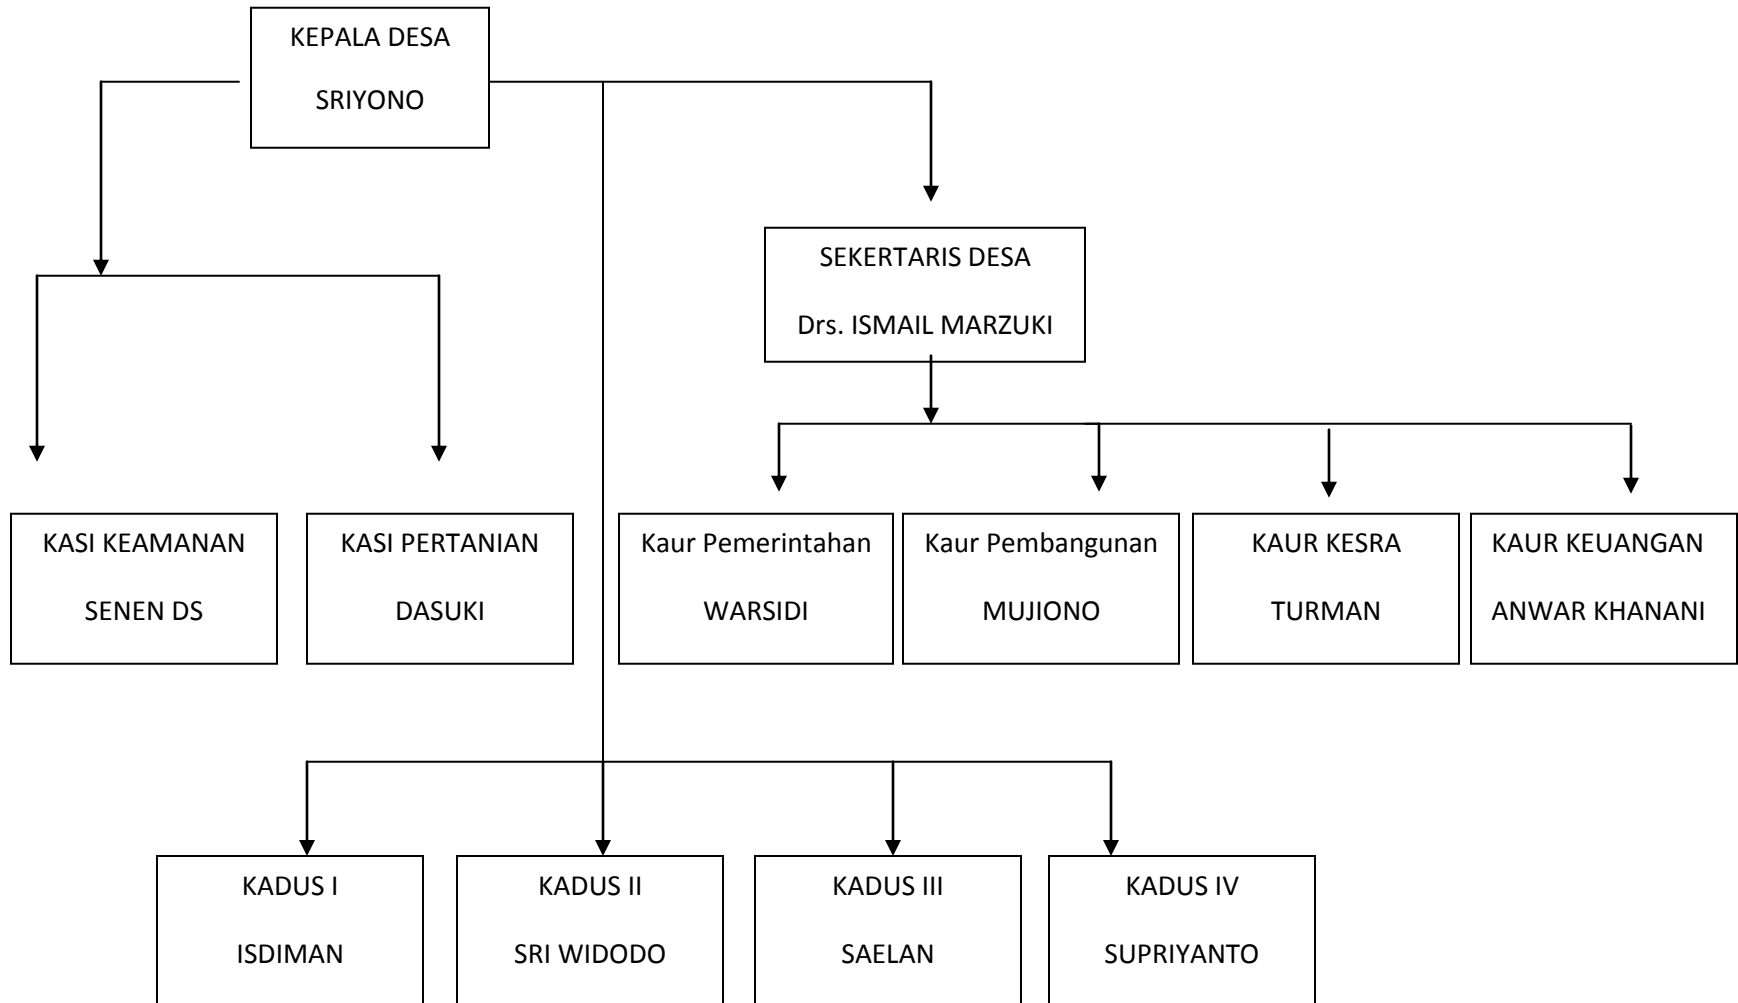 KEPALA DESA
SRIYONO
SEKERTARIS DESA
Drs. ISMAIL MARZUKI
KASI KEAMANAN
SENEN DS
KASI PERTANIAN
DASUKI
Kaur Pemerintahan
WARSIDI
Kaur Pembangunan
MUJIONO
KAUR KESRA
TURMAN
KAUR KEUANGAN
ANWAR KHANANI
KADUS I
ISDIMAN
KADUS II
SRI WIDODO
KADUS III
SAELAN
KADUS IV
SUPRIYANTO